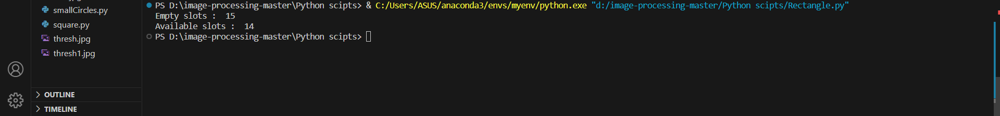 smallCircles.py
square.py
thresh.jpg
thresh1.jpg
OUTLINE
TIMELINE
PS D:\image-processing-master\Python scipts> & C:/Users/ASUS/anaconda3/envs/myenv/python.exe "d:/image-processing-master/Python scipts/Rectangle.py"
Empty slots :  15
Available slots :  14
PS D:\image-processing-master\Python scipts>